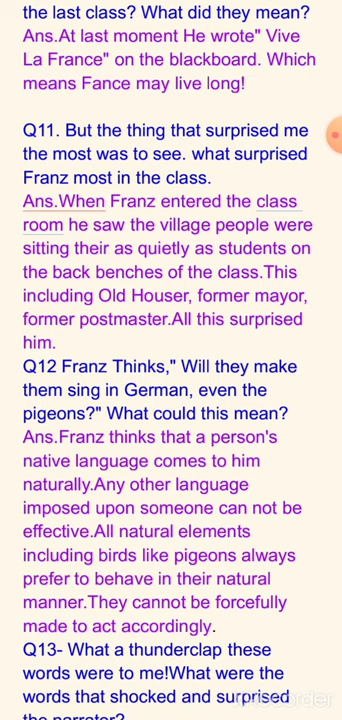 the last class? What did they mean?
Ans.At last moment He wrote" Vive
La France" on the blackboard. Which
means Fance may live long!
Q11. But the thing that surprised me
the most was to see. what surprised
Franz most in the class.
Ans.When Franz entered the class
room he saw the village people were
sitting their as quietly as students on
the back benches of the class.This
including Old Houser, former mayor,
former postmaster.All this surprised
him.
Q12 Franz Thinks," Will they make
them sing in German, even the
pigeons?" What could this mean?
Ans.Franz thinks that a person's
native language comes to him
naturally.Any other language
imposed upon someone can not be
effective.All natural elements
including birds like pigeons always
prefer to behave in their natural
manner.They cannot be forcefully
made to act accordingly.
Q13- What a thunderclap these
words were to me!What were the
words that shocked and surprised
the narrator?